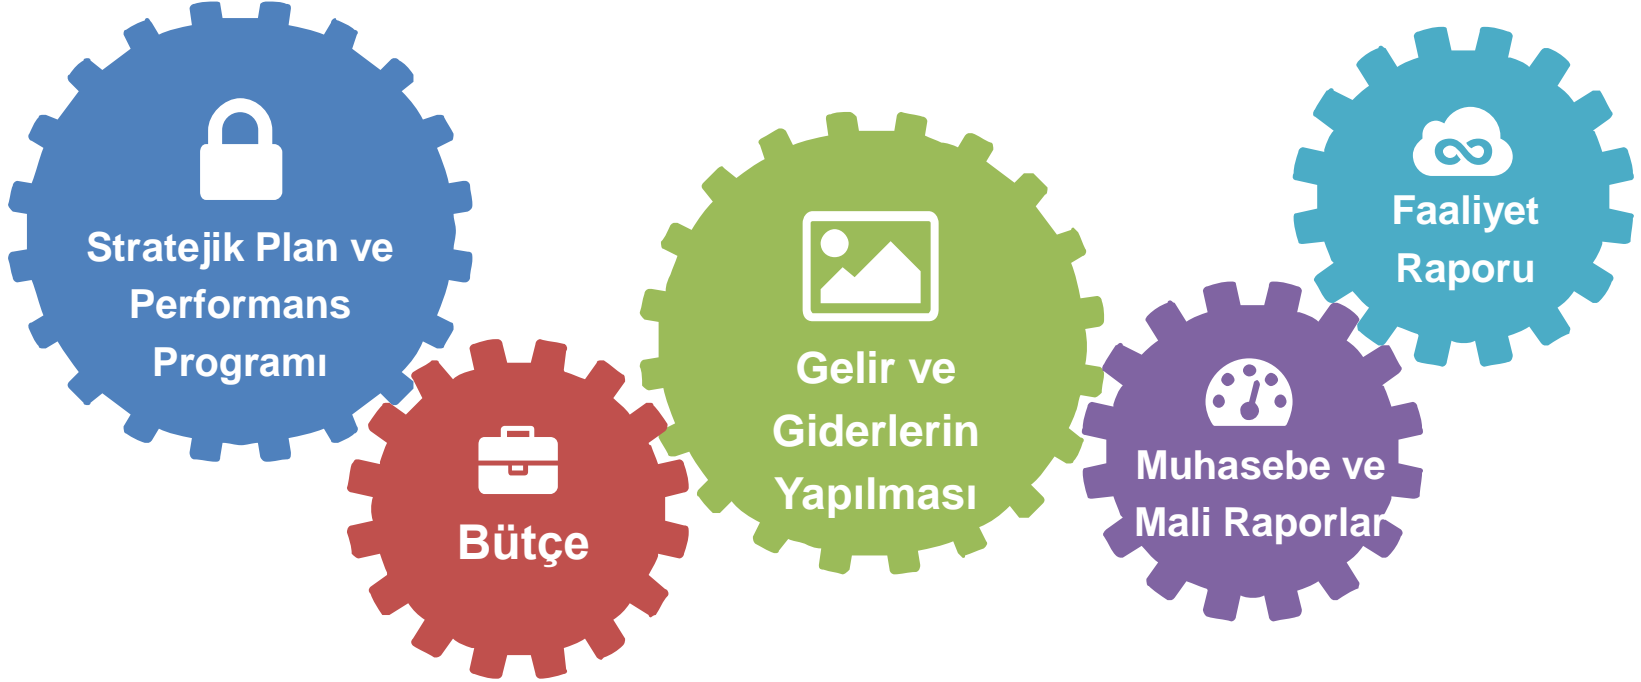 Stratejik Plan ve
Performans
Programı
Bütçe
Gelir ve
Giderlerin
Yapılması
Muhasebe ve
Mali Raporlar
Faaliyet
Raporu